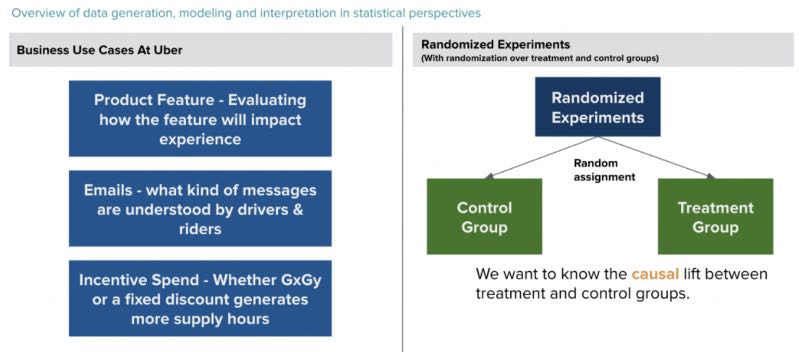 Overview of data generation, modeling and interpretation in statistical perspectives
Business Use Cases At Uber
Product Feature - Evaluating
how the feature will impact
experience
Emails - what kind of messages
are understood by drivers &
riders
Incentive Spend - Whether GxGy
or a fixed discount generates
more supply hours
Randomized Experiments
(With randomization over treatment and control groups)
Randomized
Experiments
Random
assignment
Control
Group
Treatment
Group
We want to know the causal lift between
treatment and control groups.